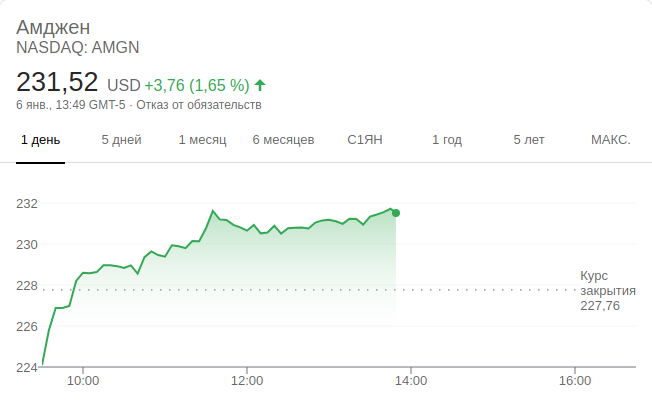 Амджен
NASDAQ: AMGN
231,52 USD +3,76 (1,65 %)
6 янв., 13:49 GMT-5 · Отказ от обязательств
1 день 5 дней 1 месяц 6 месяцев С1ЯН 1 год 5 лет МАКС.
232
230
228
226
224
Курс
закрытия
227,76
10:00 12:00 14:00 16:00